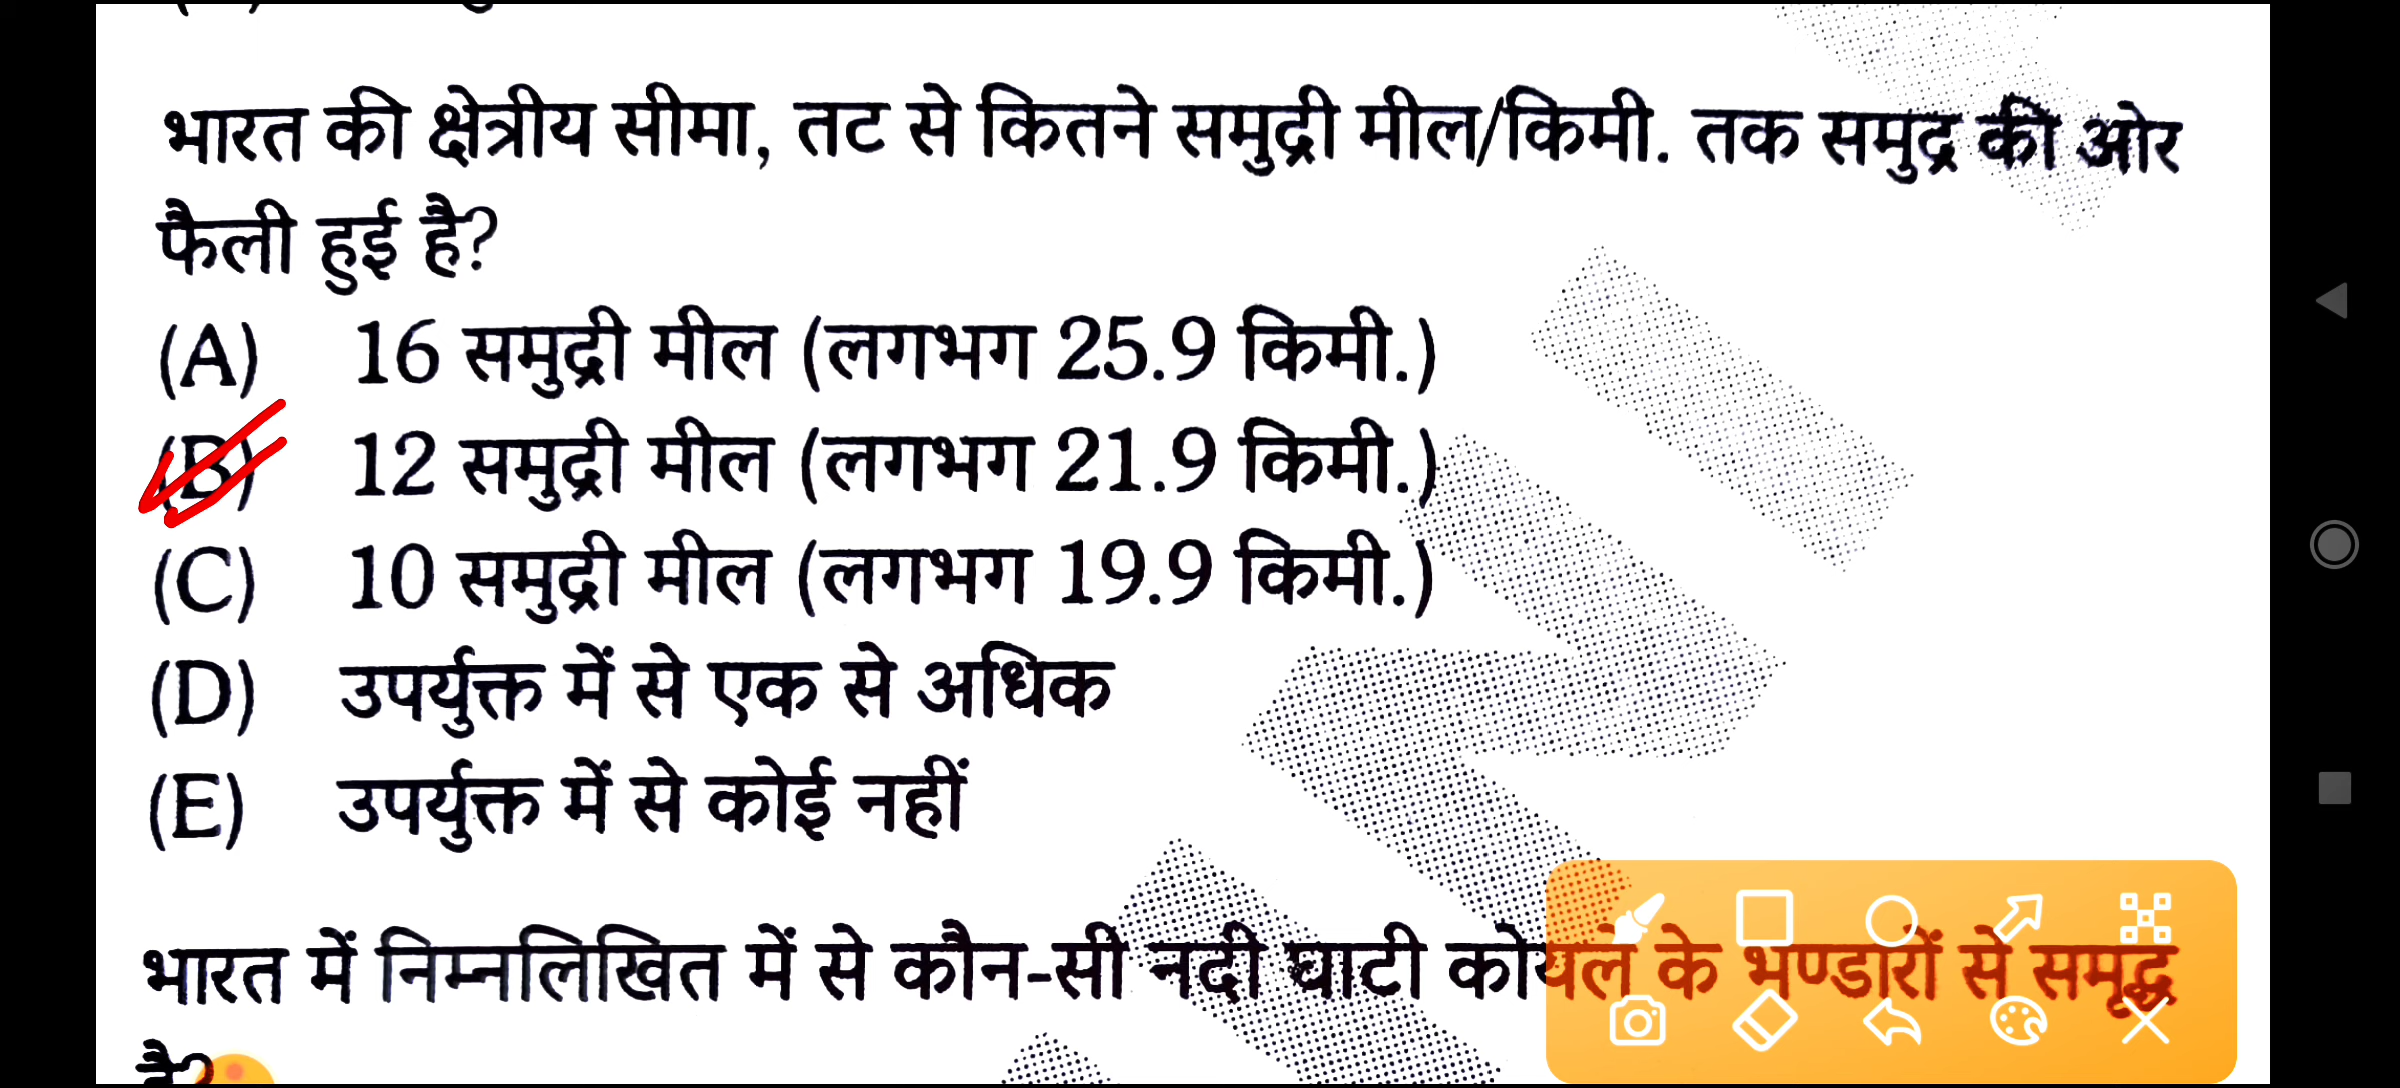 भारत की क्षेत्रीय सीमा, तट से कितने समुद्री मील/किमी. तक समुद्र की ओर
फैली हुई है?
(A) 16 समुद्री मील (लगभग 25.9 किमी.)
(B) 12 समुद्री मील (लगभग 21.9 किमी.)
(C) 10 समुद्री मील (लगभग 19.9 किमी.)
(D) उपर्युक्त में से एक से अधिक
(E) उपर्युक्त में से कोई नहीं
भारत में निम्नलिखित में से कौन-सी नदी घाटी कोयले के भण्डारों से समृद्ध
है?